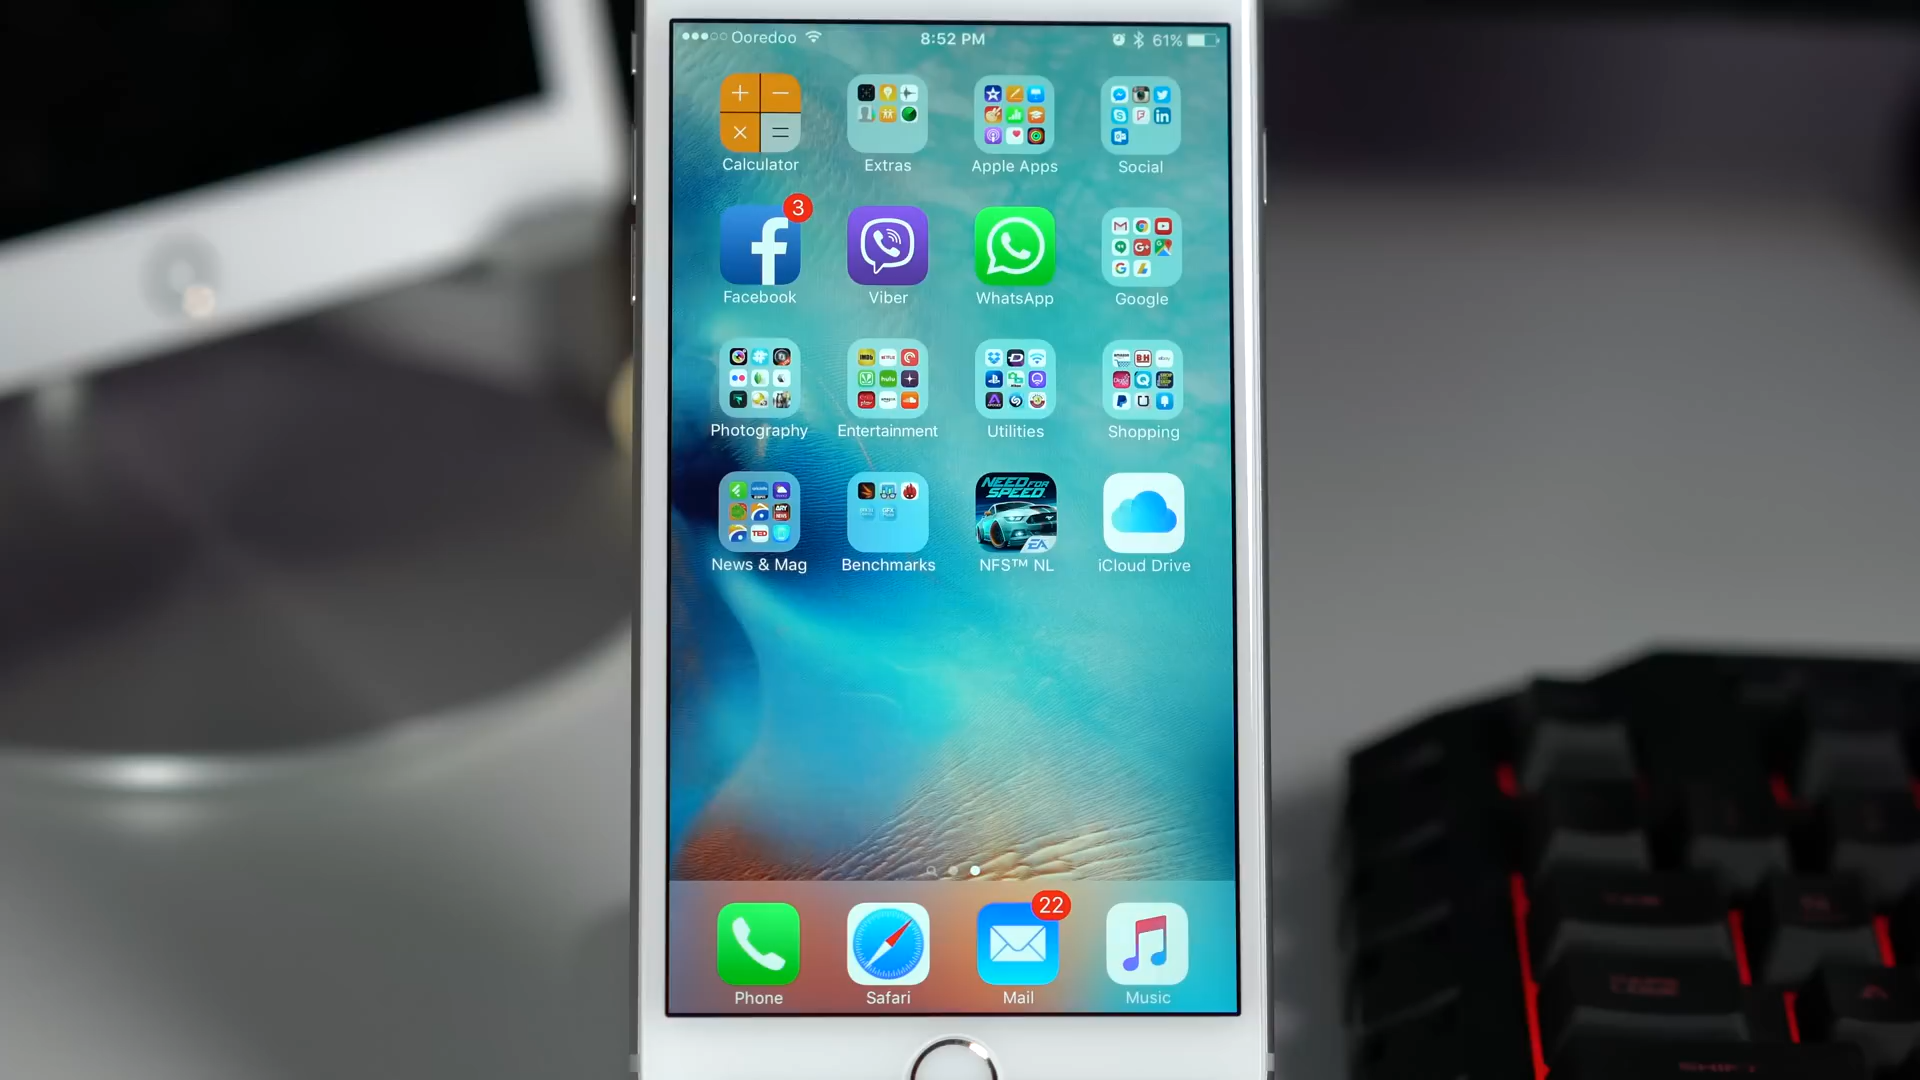 Ooredoo 8:52 PM 61%
Calculator Extras Apple Apps Social
3
Facebook Viber WhatsApp Google
Photography Entertainment Utilities Shopping
NEED FOR
SPEED
EA
TED
News & Mag Benchmarks NFS™ NL iCloud Drive
22
Phone Safari Mail Music